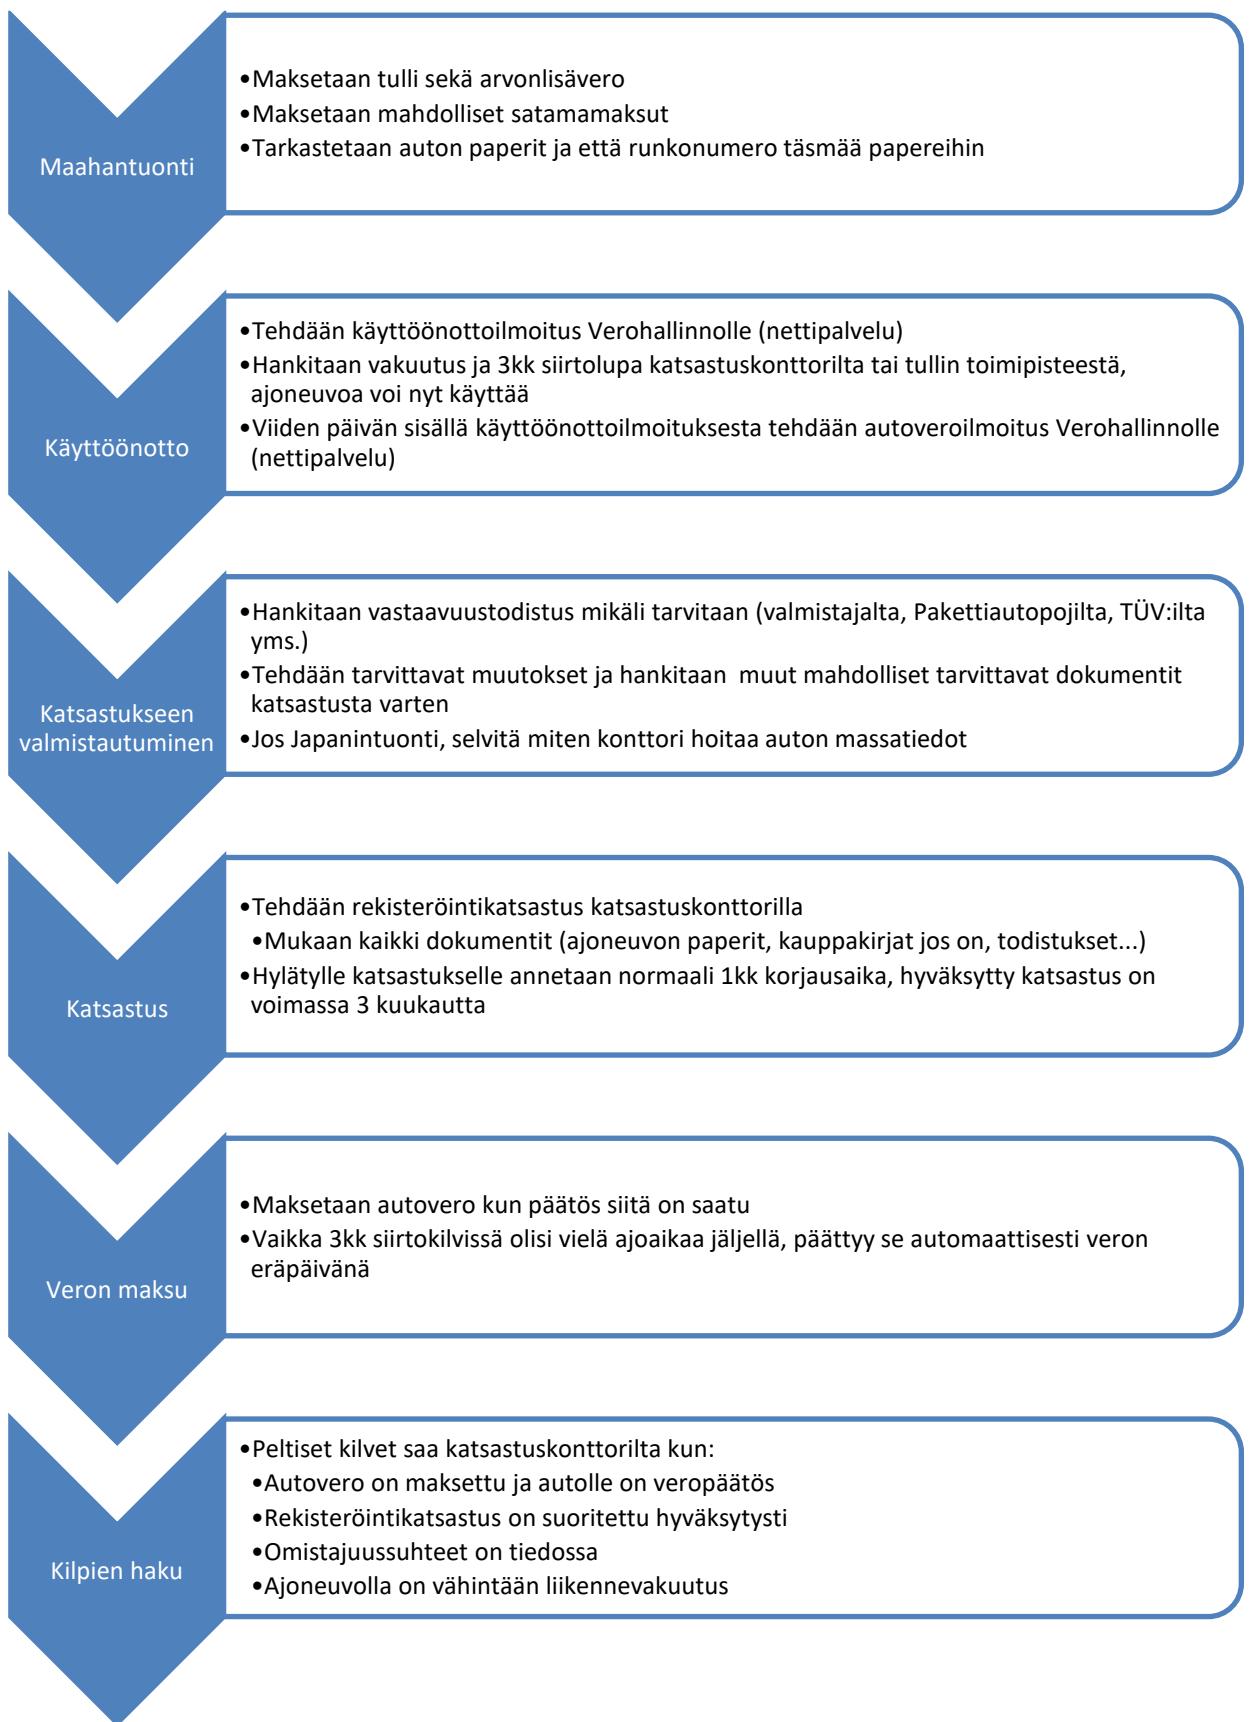 Maahantuonti
•Maksetaan tulli sekä arvonlisävero
•Maksetaan mahdolliset satamamaksut
•Tarkastetaan auton paperit ja että runkonumero täsmää papereihin
Käyttöönotto
•Tehdään käyttöönottoilmoitus Verohallinnolle (nettipalvelu)
•Hankitaan vakuutus ja 3kk siirtolupa katsastuskonttorilta tai tullin toimipisteestä,
ajoneuvoa voi nyt käyttää
•Viiden päivän sisällä käyttöönottoilmoituksesta tehdään autoveroilmoitus Verohallinnolle
(nettipalvelu)
Katsastukseen
valmistautuminen
•Hankitaan vastaavuustodistus mikäli tarvitaan (valmistajalta, Pakettiautopojilta, TÜV:ilta
yms.)
•Tehdään tarvittavat muutokset ja hankitaan  muut mahdolliset tarvittavat dokumentit
katsastusta varten
•Jos Japanintuonti, selvitä miten konttori hoitaa auton massatiedot
Katsastus
•Tehdään rekisteröintikatsastus katsastuskonttorilla
•Mukaan kaikki dokumentit (ajoneuvon paperit, kauppakirjat jos on, todistukset...)
•Hylätylle katsastukselle annetaan normaali 1kk korjausaika, hyväksytty katsastus on
voimassa 3 kuukautta
Veron maksu
•Maksetaan autovero kun päätös siitä on saatu
•Vaikka 3kk siirtokilvissä olisi vielä ajoaikaa jäljellä, päättyy se automaattisesti veron
eräpäivänä
Kilpien haku
•Peltiset kilvet saa katsastuskonttorilta kun:
•Autovero on maksettu ja autolle on veropäätös
•Rekisteröintikatsastus on suoritettu hyväksytysti
•Omistajuussuhteet on tiedossa
•Ajoneuvolla on vähintään liikennevakuutus